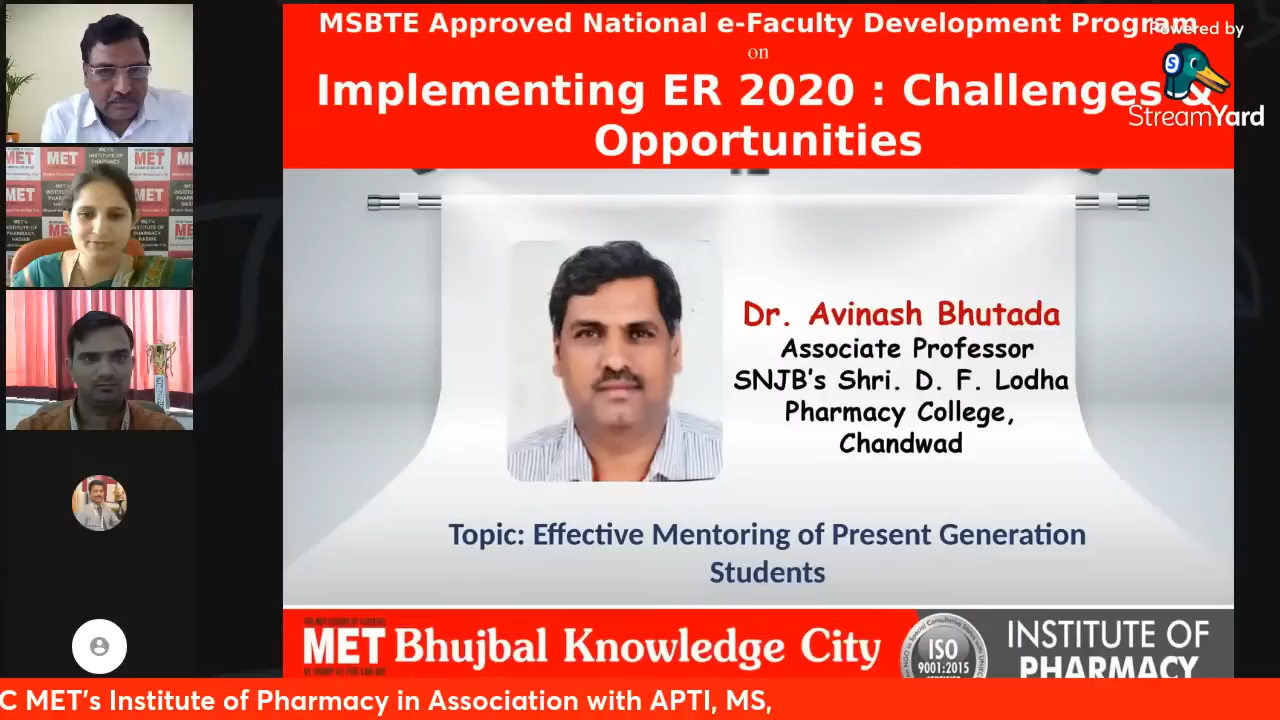 MSBTE Approved National e-Faculty Development Program
on
Implementing ER 2020 : Challenges &
Opportunities
Powered by
S
StreamYard
Dr. Avinash Bhutada
Associate Professor
SNJB's Shri. D. F. Lodha
Pharmacy College,
Chandwad
Topic: Effective Mentoring of Present Generation
Students
MET Bhujbal Knowledge City
ISO
9001:2015
INSTITUTE OF
PHARMACY
C MET's Institute of Pharmacy in Association with APTI, MS,